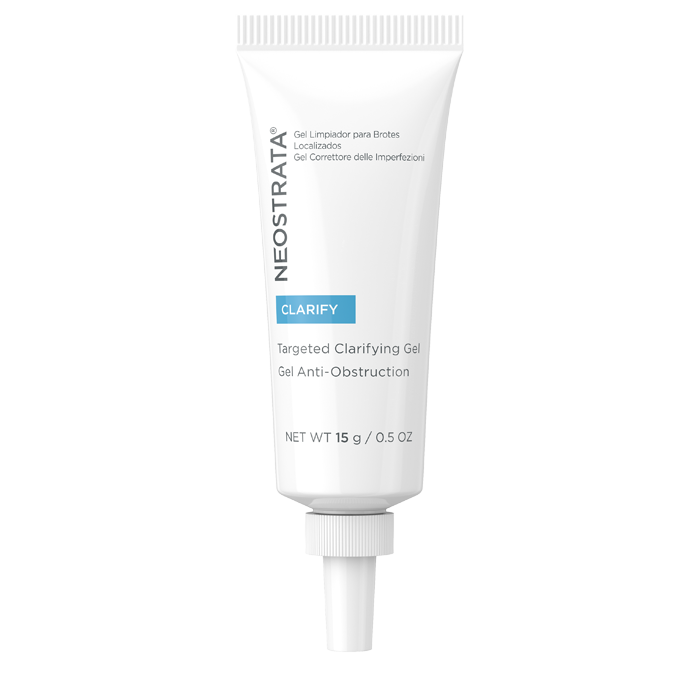 NEOSTRATA®
Gel Limpiador para Brotes
Localizados
Gel Correttore delle Imperfezioni
CLARIFY
Targeted Clarifying Gel
Gel Anti-Obstruction
NET WT 15 g / 0.5 OZ